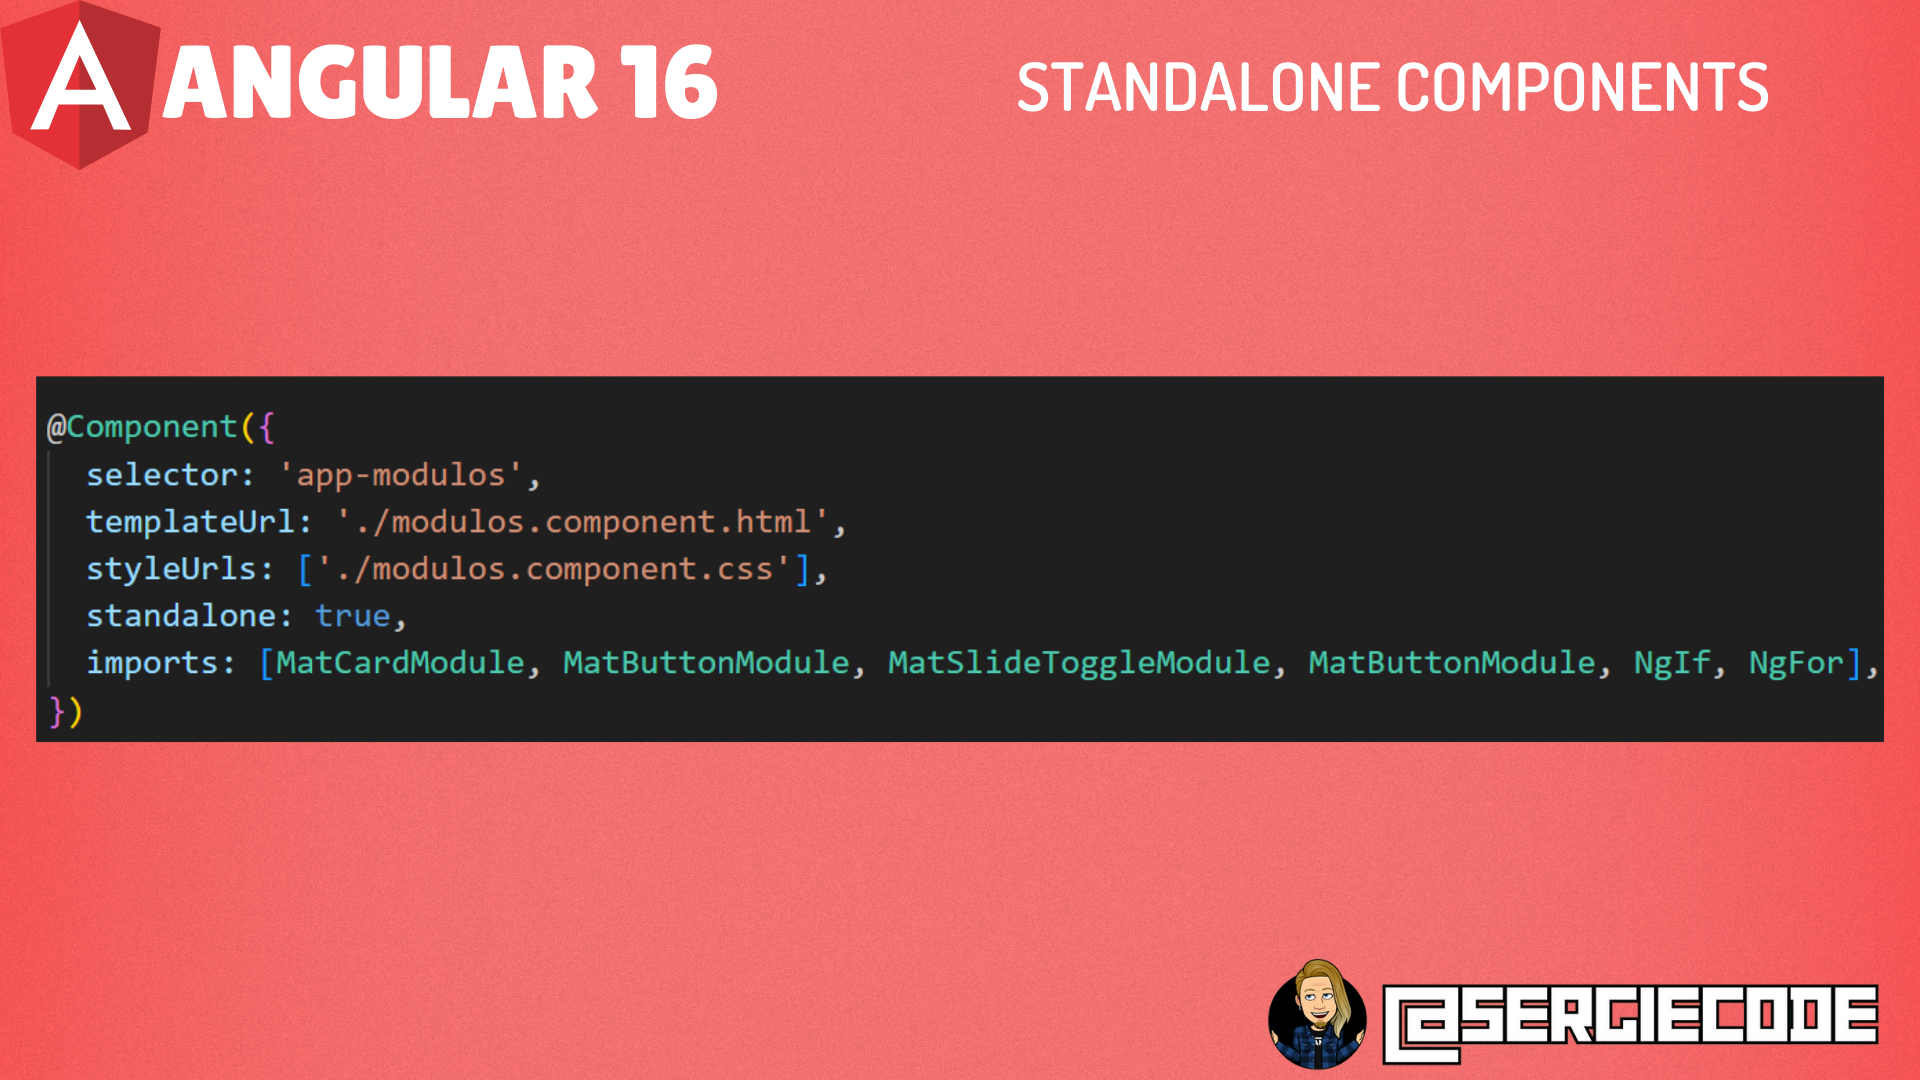 ANGULAR 16
STANDALONE COMPONENTS
@Component({
selector: 'app-modulos',
templateUrl: './modulos.component.html',
styleUrls: ['./modulos.component.css'],
standalone: true,
imports: [MatCardModule, MatButtonModule, MatSlideToggleModule, MatButtonModule, NgIf, NgFor],
})
@SERGIECODE